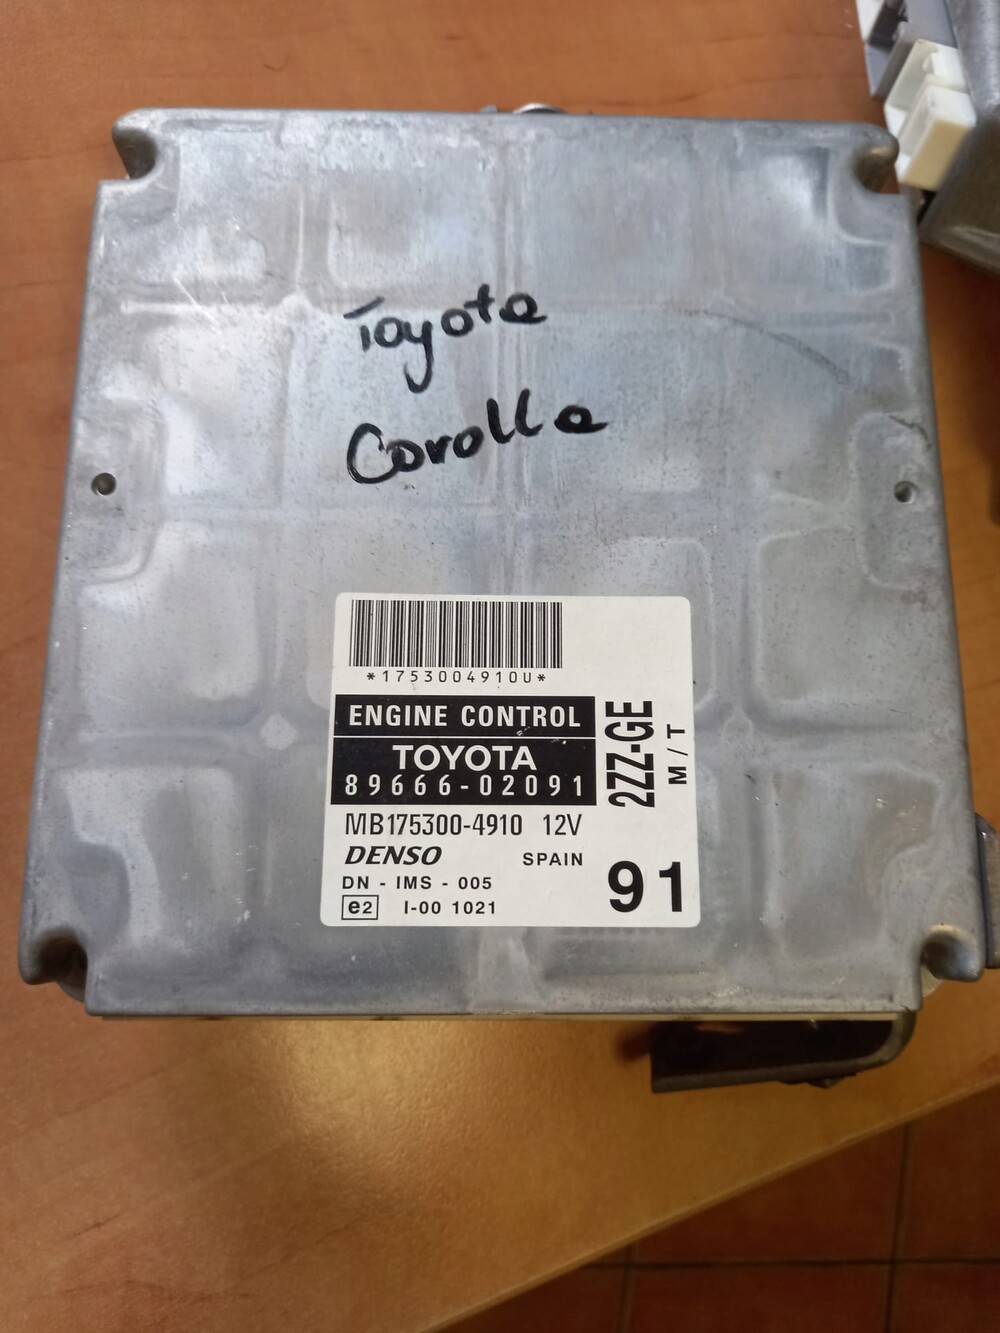 Toyota
Corolla
*1753004910U*
ENGINE CONTROL
TOYOTA
89666-02091
2ZZ-GE
M/T
MB175300-4910 12V
DENSO SPAIN
DN - IMS - 005
e2 I-00 1021
91